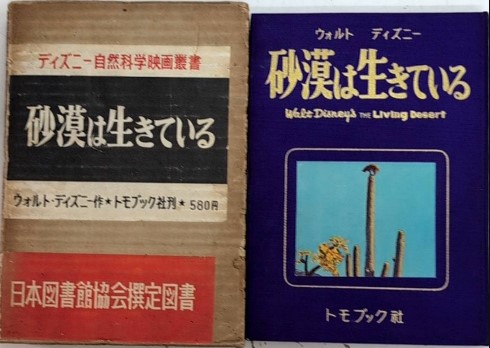 ディズニー自然科学映画叢書
砂漠は生きている
ウォルト・ディズニー作★トモブック社刊★580円
日本図書館協会撰定図書
ウォルト ディズニー
砂漠は生きている
Walt Disney's THE Living Desert
トモブック社